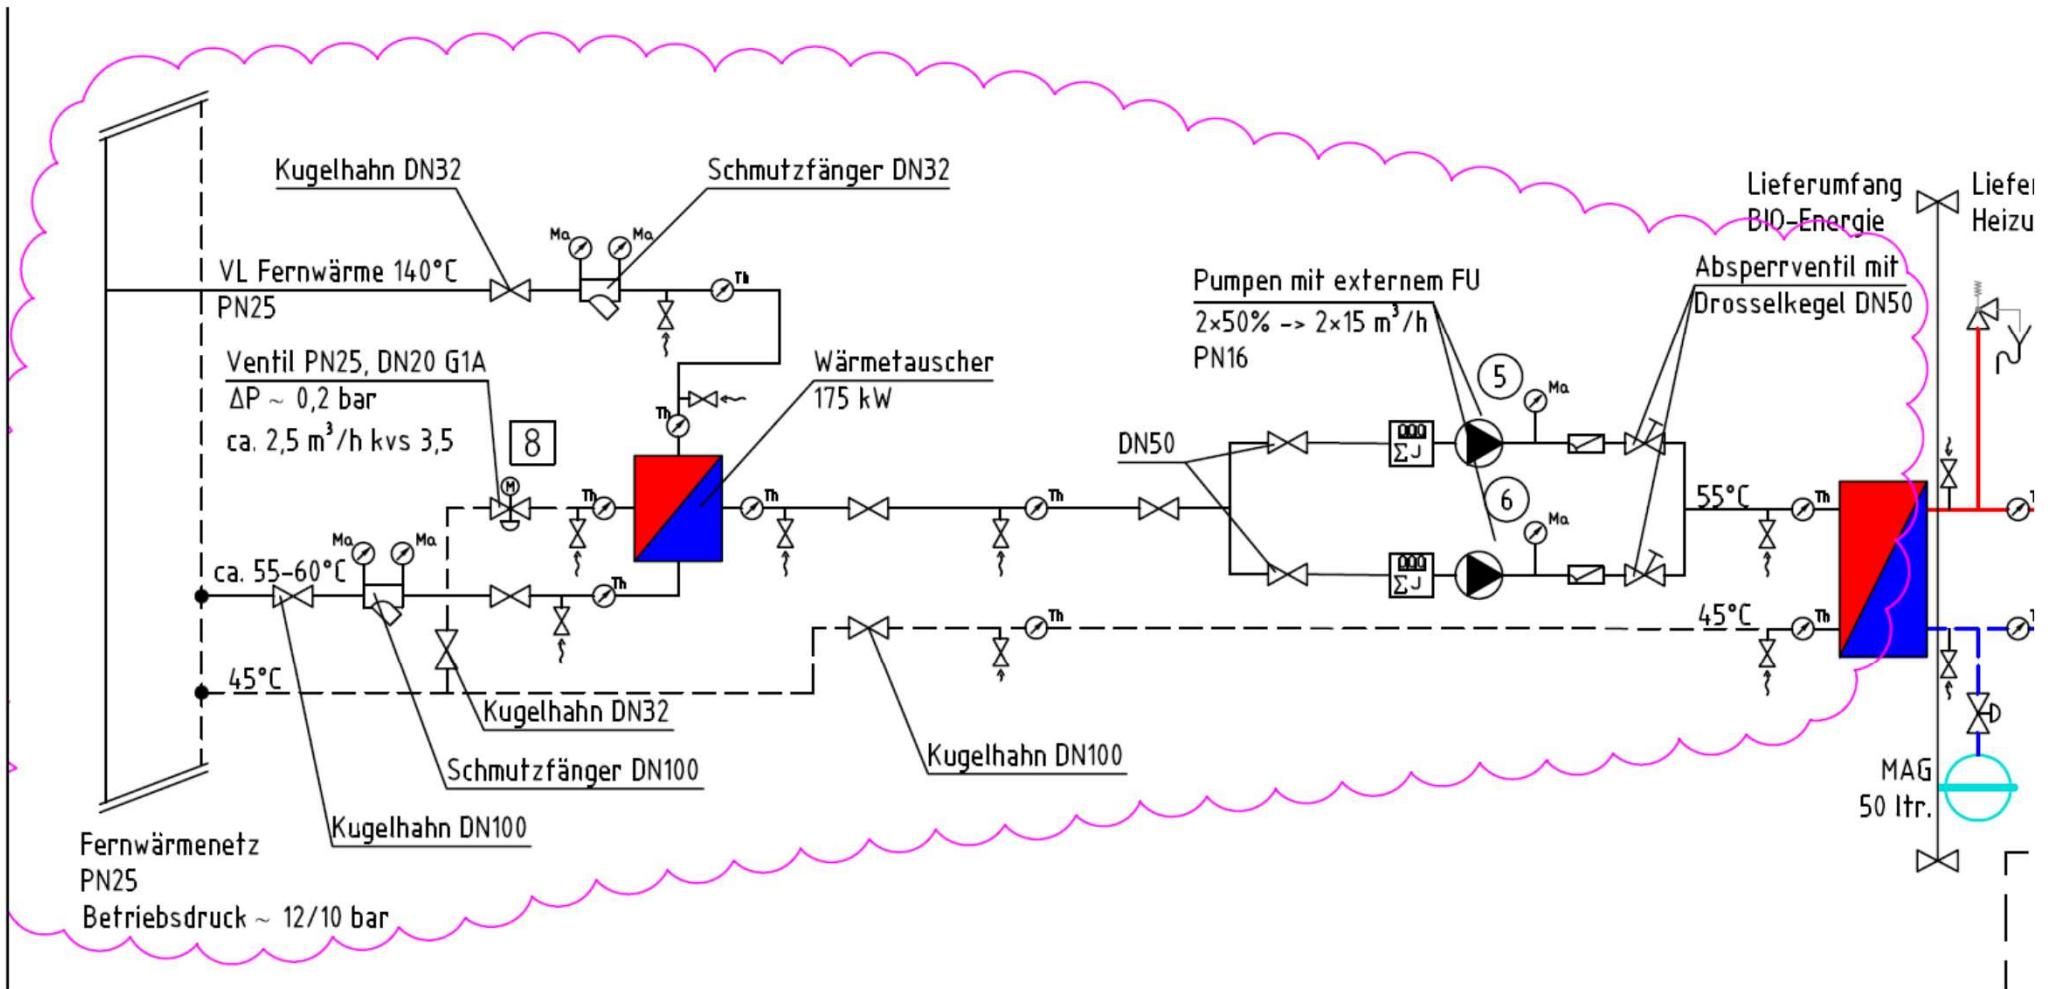 Kugelhahn DN32
Schmutzfänger DN32
Lieferumfang
BIO-Energie
Heizu
Ma
Ma
VL Fernwärme 140°C
PN25
Th
Pumpen mit externem FU
2×50% -> 2×15 m³/h
PN16
Absperrventil mit
Drosselkegel DN50
Ventil PN25, DN20 G1A
ΔP ~ 0,2 bar
ca. 2,5 m³/h kvs 3,5
Wärmetauscher
175 kW
Th
5
Ma
8
M
DN50
ΣJ
Th
Th
Th
6
55°C
Th
Ma
Ma
Ma
ca. 55-60°C
Th
ΣJ
Th
45°C
Th
45°C
Kugelhahn DN32
Kugelhahn DN100
Schmutzfänger DN100
MAG
50 ltr.
Kugelhahn DN100
Fernwärmenetz
PN25
Betriebsdruck ~ 12/10 bar